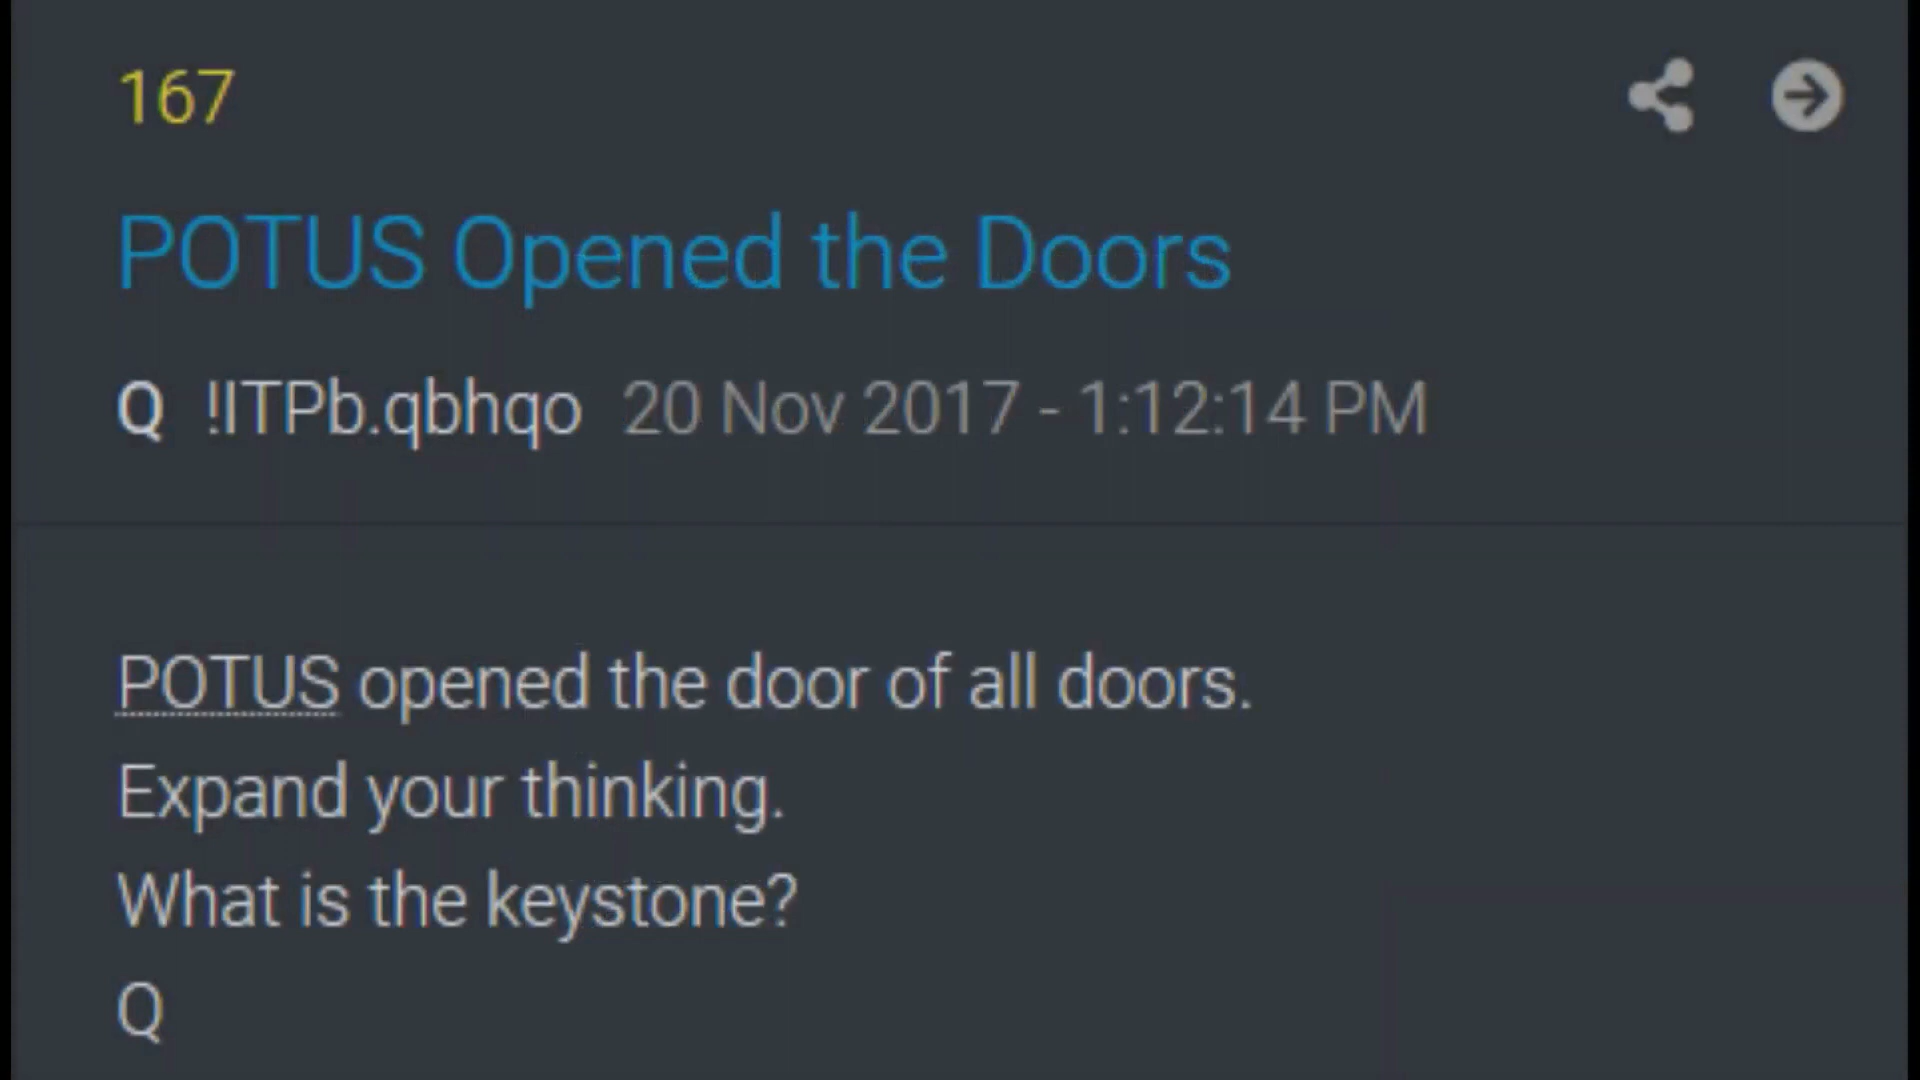 167
POTUS Opened the Doors
Q !ITPb.qbhqo 20 Nov 2017 - 1:12:14 PM
POTUS opened the door of all doors.
Expand your thinking.
What is the keystone?
Q